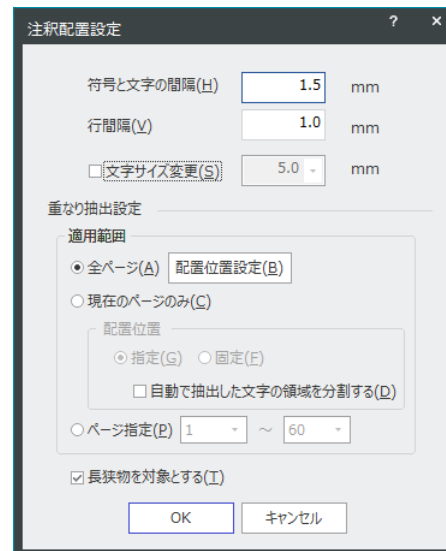 注釈配置設定 ? ×
符号と文字の間隔(H) 1.5 mm
行間隔(V) 1.0 mm
文字サイズ変更(S) 5.0 mm
重なり抽出設定
適用範囲
全ページ(A) 配置位置設定(B)
現在のページのみ(C)
配置位置
指定(G) 固定(F)
自動で抽出した文字の領域を分割する(D)
ページ指定(P) 1 ～ 60
長狭物を対象とする(T)
OK キャンセル